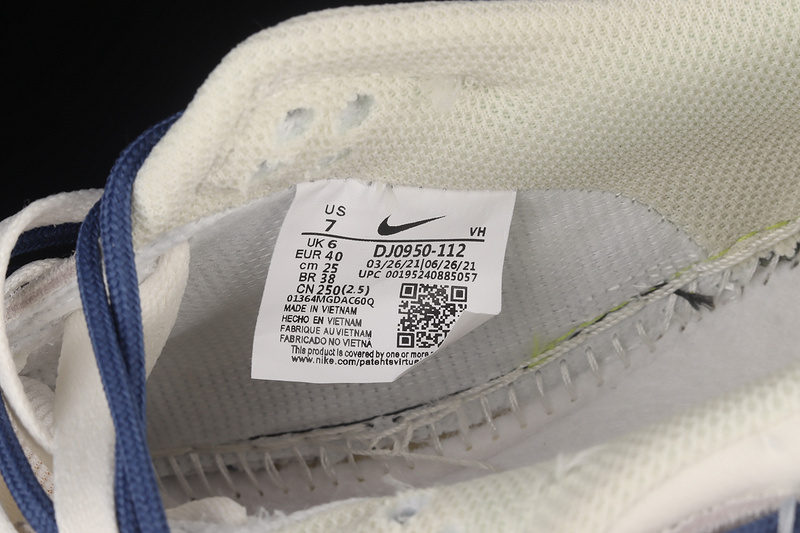 US
7
VH
UK 6
EUR 40
cm 25
BR 38
CN 250(2.5)
DJ0950-112
03/26/21|06/26/21
UPC 00195240885057
01364MGDAC60Q
MADE IN VIETNAM
HECHO EN VIETNAM
FABRIQUE AU VIETNAM
FABRICADO NO VIETNÃ
This product is covered by one or more
www.nike.com/patehtsvirtue